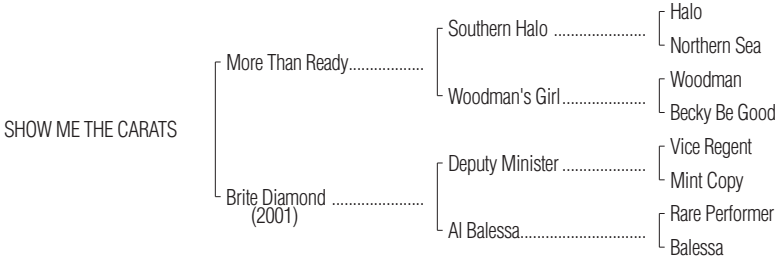 Halo
Southern Halo ......................
Northern Sea
More Than Ready..................
Woodman
Woodman's Girl....................
Becky Be Good
SHOW ME THE CARATS
Vice Regent
Deputy Minister ....................
Mint Copy
Brite Diamond ......................
(2001)
Rare Performer
Al Balessa..............................
Balessa